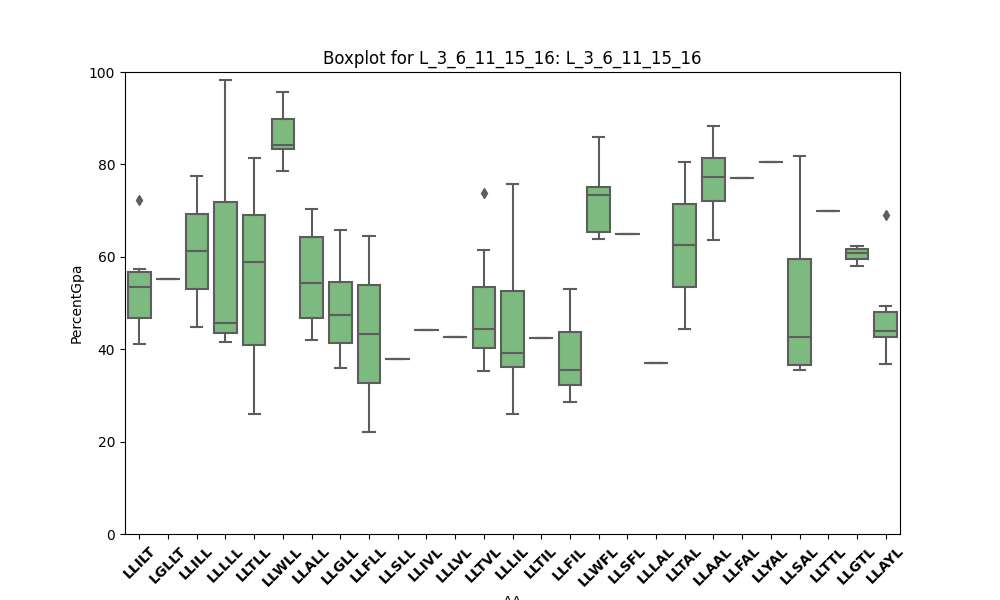 Boxplot for L_3_6_11_15_16: L_3_6_11_15_16
100
80
60
40
20
0
PercentGpa
LLILT LGLLT LLILL LLLLL LLTLL LLWLL LLALL LLGLL LLFLL LLSLL LLIVL LLLVL LLTVL LLLIL LLTIL LLFIL LLWFL LLSFL LLLAL LLTAL LLAAL LLFAL LLYAL LLSAL LLTTL LLGTL LLAYL
AA